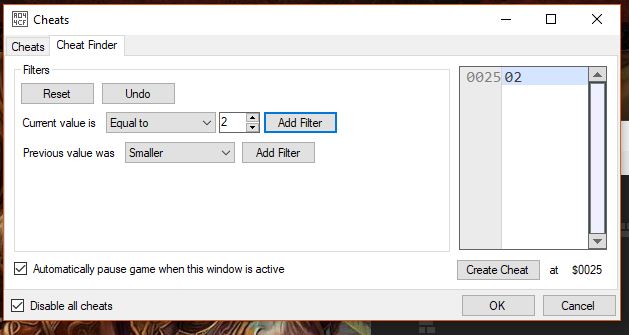 Cheats
Cheats Cheat Finder
Filters
Reset Undo
Current value is Equal to 2 Add Filter
Previous value was Smaller Add Filter
0025 02
Automatically pause game when this window is active
Create Cheat at $0025
Disable all cheats
OK Cancel